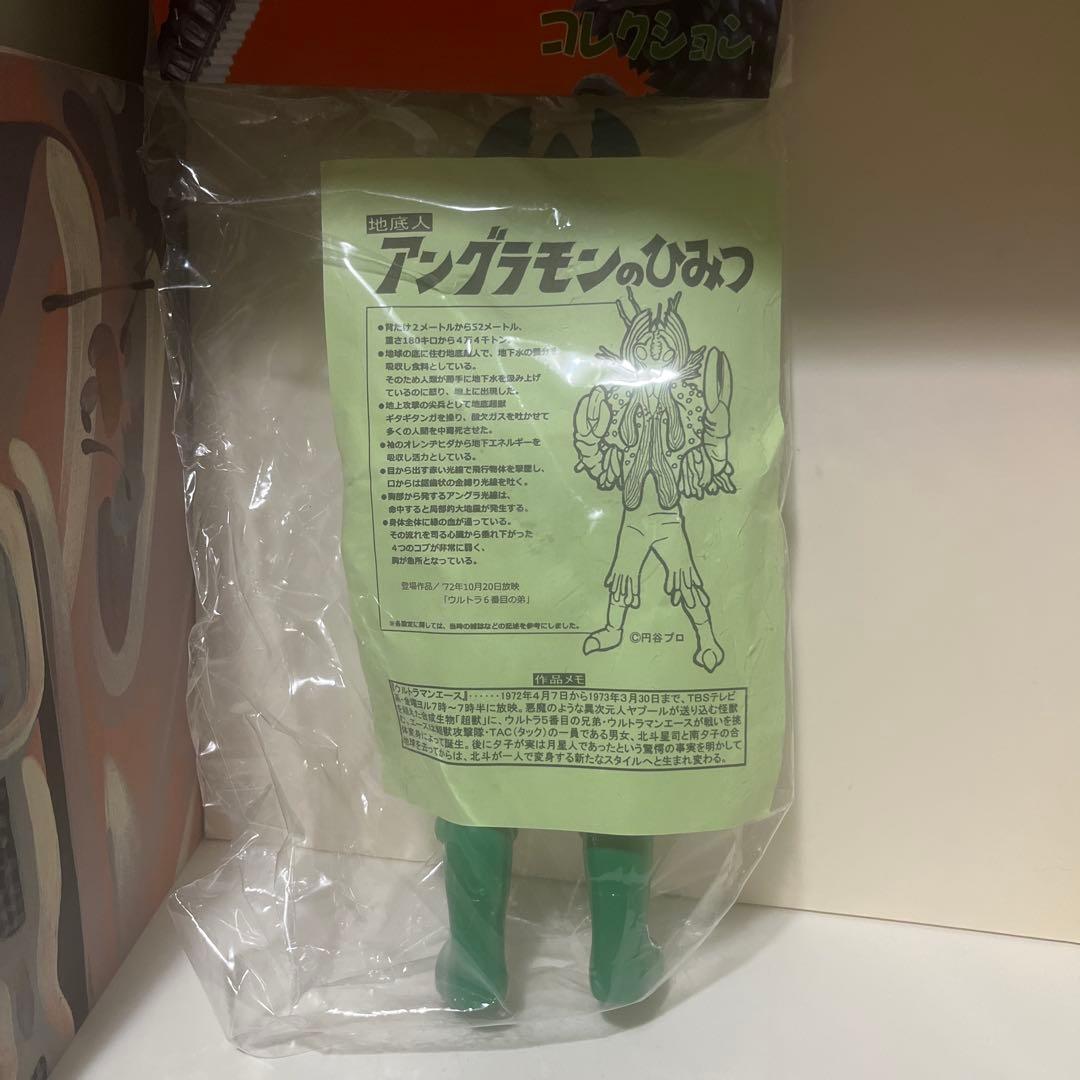 コレクション
地底人
アングラモンのひみつ
●背たけ2メートルから52メートル、
重さ180キロから4万4千トン。
●地球の底に住む地底超人で、地下水の養分を
吸収し食料としている。
そのため人類が勝手に地下水を汲み上げ
ているのに怒り、地上に出現した。
●地上攻撃の尖兵として地底超獣
ギタギタンガを操り、酸欠ガスを吐かせて
多くの人間を中毒死させた。
●袖のオレンヂヒダから地下エネルギーを
吸収し活力としている。
●目から出す赤い光線で飛行物体を撃墜し、
口からは鋸歯状の金縛り光線を吐く。
●胸部から発するアングラ光線は、
命中すると局部的大地震が発生する。
●身体全体に緑の血が通っている。
その流れを司る心臓から垂れ下がった
4つのコブが非常に弱く、
胸が急所となっている。
登場作品／'72年10月20日放映
「ウルトラ6番目の弟」
※各設定に関しては、当時の雑誌などの記述を参考にしました。
©円谷プロ
作品メモ
『ウルトラマンエース』‥‥‥1972年4月7日から1973年3月30日まで、TBSテレビ
系・金曜ヨル7時～7時半に放映。悪魔のような異次元人ヤプールが送り込む怪獣
を超えた合成生物「超獣」に、ウルトラ5番目の兄弟・ウルトラマンエースが戦いを挑
む。エースは超獣攻撃隊・TAC（タック）の一員である男女、北斗星司と南夕子の合
体変身によって誕生。後に夕子が実は月星人であったという驚愕の事実を明かして
地球を去ってからは、北斗が一人で変身する新たなスタイルへと生まれ変わる。